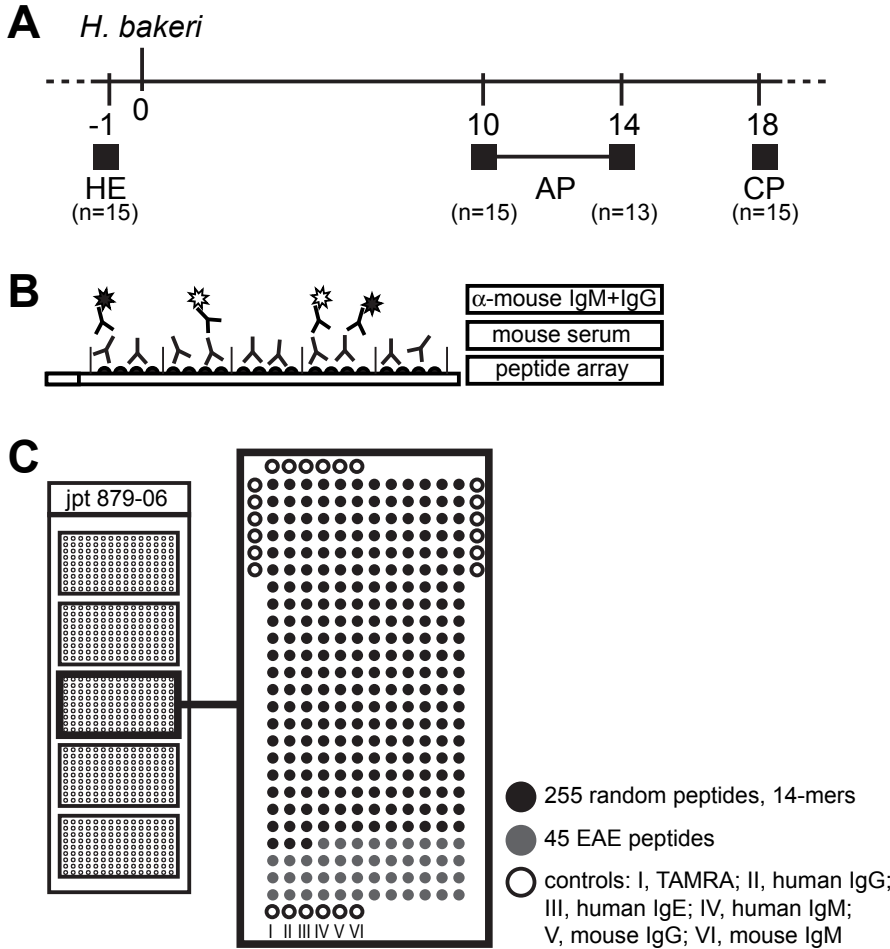 A
H. bakeri
-1 0 10 14 18
HE AP CP
(n=15) (n=15) (n=13) (n=15)
B
α-mouse IgM+IgG
mouse serum
peptide array
C
jpt 879-06
255 random peptides, 14-mers
45 EAE peptides
controls: I, TAMRA; II, human IgG;
III, human IgE; IV, human IgM;
V, mouse IgG; VI, mouse IgM
I II III IV V VI